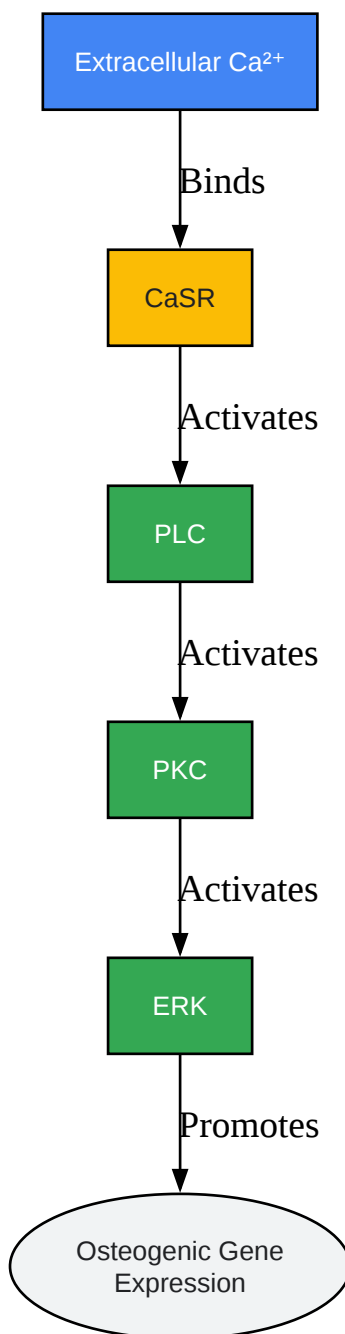 Extracellular Ca²⁺
Binds
CaSR
Activates
PLC
Activates
PKC
Activates
ERK
Promotes
Osteogenic Gene
Expression